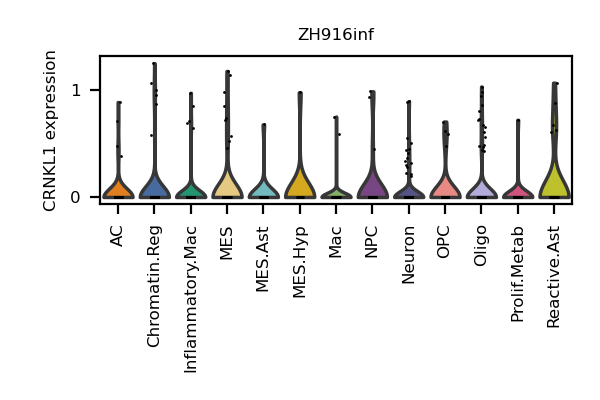 ZH916inf
CRNKL1 expression
1
0
AC
Chromatin.Reg
Inflammatory.Mac
MES
MES.Ast
MES.Hyp
Mac
NPC
Neuron
OPC
Oligo
Prolif.Metab
Reactive.Ast